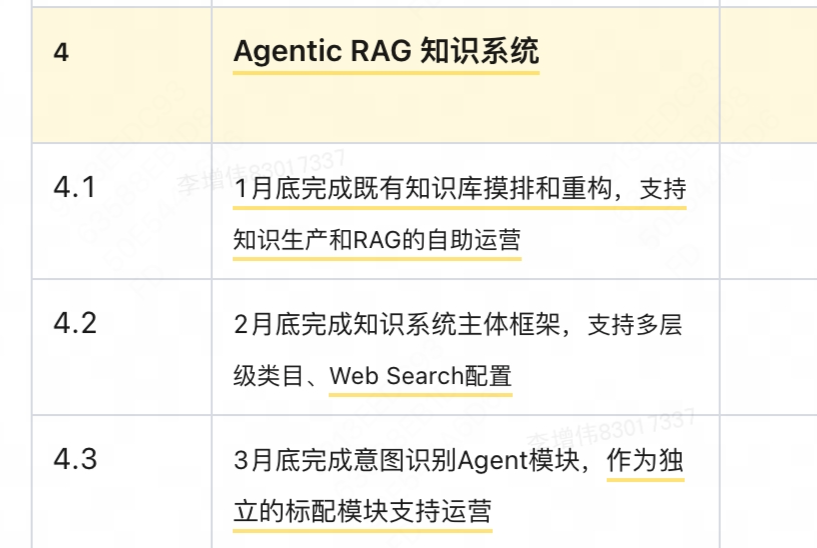 4
Agentic RAG 知识系统
李增伟83017337
4.1
1月底完成既有知识库摸排和重构，支持
知识生产和RAG的自助运营
4.2
2月底完成知识系统主体框架，支持多层
级类目、Web Search配置
李增伟83017337
4.3
3月底完成意图识别Agent模块，作为独
立的标配模块支持运营